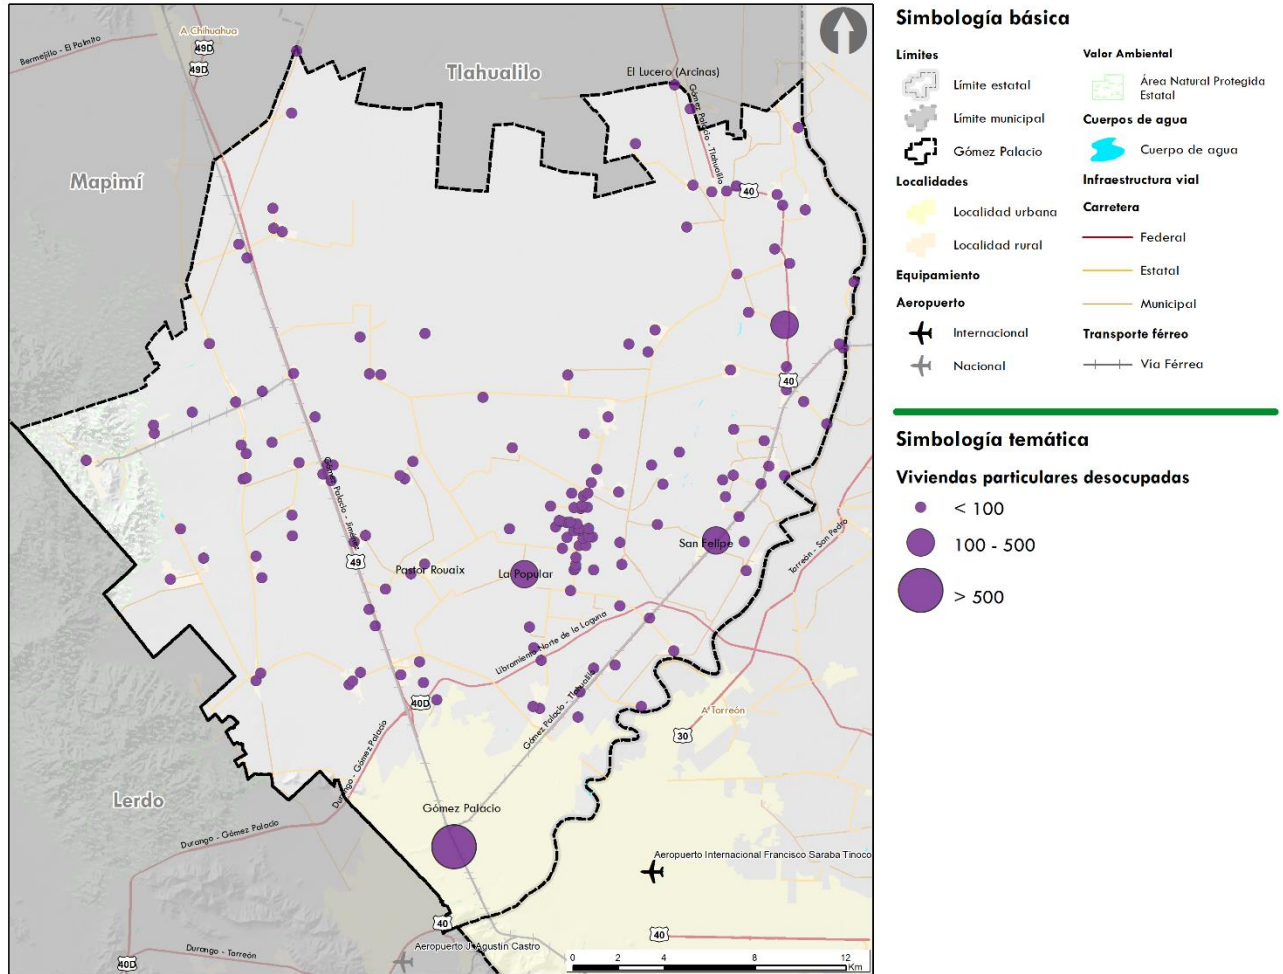 A Chihuahua
49D
49D
Bermejillo - El Palmito
Tlahualilo
El Lucero (Arcinas)
Gómez Palacio - Tlahualilo
Mapimí
40
40
Gómez Palacio - Jiménez
49
Pastor Rouaix
La Popular
San Felipe
Torreón - San Pedro
Libramiento Norte de la Laguna
Gómez Palacio - Tlahualilo
40D
A Torreón
30
Durango - Gómez Palacio
Lerdo
Durango - Gómez Palacio
Gómez Palacio
Aeropuerto Internacional Francisco Saraba Tinoco
40
40
Aeropuerto J. Agustín Castro
Durango - Torreón
40D
0 2 4 8 12
Km
Simbología básica
Límites
Límite estatal
Límite municipal
Gómez Palacio
Localidades
Localidad urbana
Localidad rural
Equipamiento
Aeropuerto
Internacional
Nacional
Valor Ambiental
Área Natural Protegida
Estatal
Cuerpos de agua
Cuerpo de agua
Infraestructura vial
Carretera
Federal
Estatal
Municipal
Transporte férreo
Vía Férrea
Simbología temática
Viviendas particulares desocupadas
< 100
100 - 500
> 500